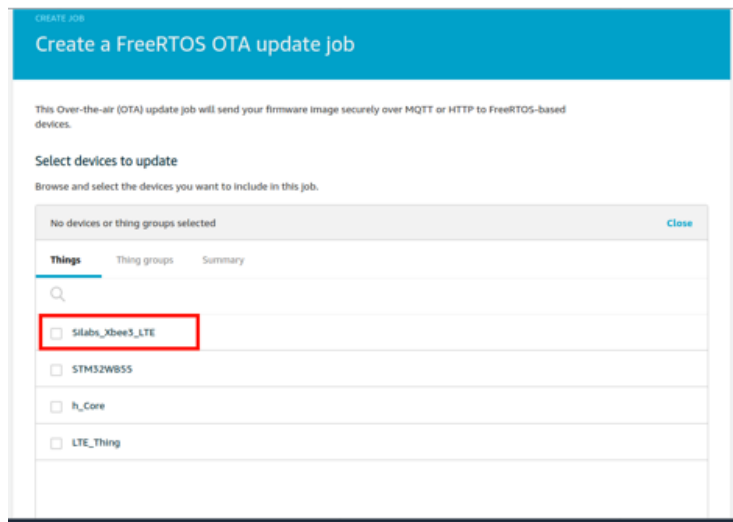 CREATE JOB
Create a FreeRTOS OTA update job
This Over-the-air (OTA) update job will send your firmware image securely over MQTT or HTTP to FreeRTOS-based
devices.
Select devices to update
Browse and select the devices you want to include in this job.
No devices or thing groups selected Close
Things Thing groups Summary
Silabs_Xbee3_LTE
STM32WB55
h_Core
LTE_Thing